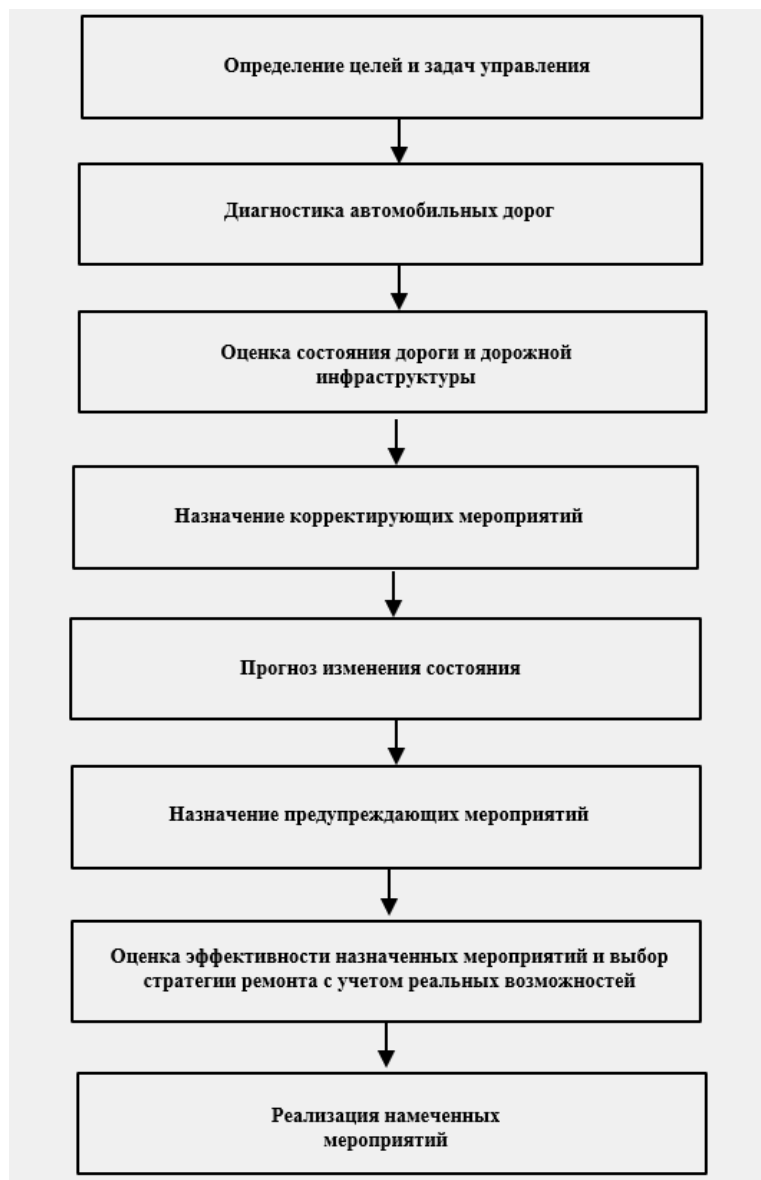 Определение целей и задач управления
Диагностика автомобильных дорог
Оценка состояния дороги и дорожной
инфраструктуры
Назначение корректирующих мероприятий
Прогноз изменения состояния
Назначение предупреждающих мероприятий
Оценка эффективности назначенных мероприятий и выбор
стратегии ремонта с учетом реальных возможностей
Реализация намеченных
мероприятий